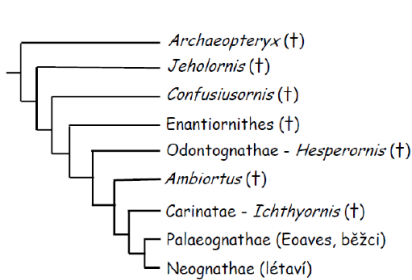 Archaeopteryx (†)
Jeholornis (†)
Confusiusornis (†)
Enantiornithes (†)
Odontognathae - Hesperornis (†)
Ambiortus (†)
Carinatae - Ichthyornis (†)
Palaeognathae (Eoaves, běžci)
Neognathae (létaví)